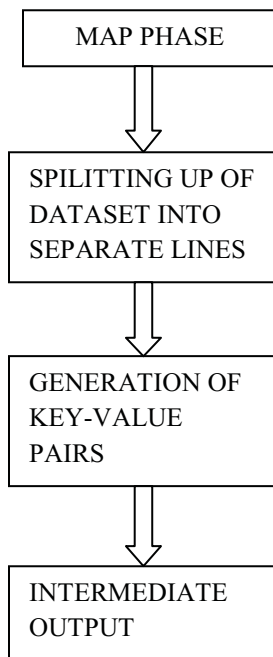 MAP PHASE
SPILITTING UP OF
DATASET INTO
SEPARATE LINES
GENERATION OF
KEY-VALUE
PAIRS
INTERMEDIATE
OUTPUT